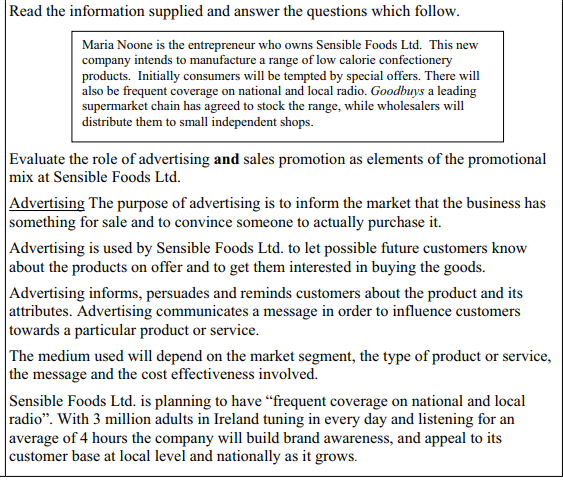 Read the information supplied and answer the questions which follow.
Maria Noone is the entrepreneur who owns Sensible Foods Ltd. This new
company intends to manufacture a range of low calorie confectionery
products. Initially consumers will be tempted by special offers. There will
also be frequent coverage on national and local radio. Goodbuys a leading
supermarket chain has agreed to stock the range, while wholesalers will
distribute them to small independent shops.
Evaluate the role of advertising and sales promotion as elements of the promotional
mix at Sensible Foods Ltd.
Advertising The purpose of advertising is to inform the market that the business has
something for sale and to convince someone to actually purchase it.
Advertising is used by Sensible Foods Ltd. to let possible future customers know
about the products on offer and to get them interested in buying the goods.
Advertising informs, persuades and reminds customers about the product and its
attributes. Advertising communicates a message in order to influence customers
towards a particular product or service.
The medium used will depend on the market segment, the type of product or service,
the message and the cost effectiveness involved.
Sensible Foods Ltd. is planning to have “frequent coverage on national and local
radio”. With 3 million adults in Ireland tuning in every day and listening for an
average of 4 hours the company will build brand awareness, and appeal to its
customer base at local level and nationally as it grows.